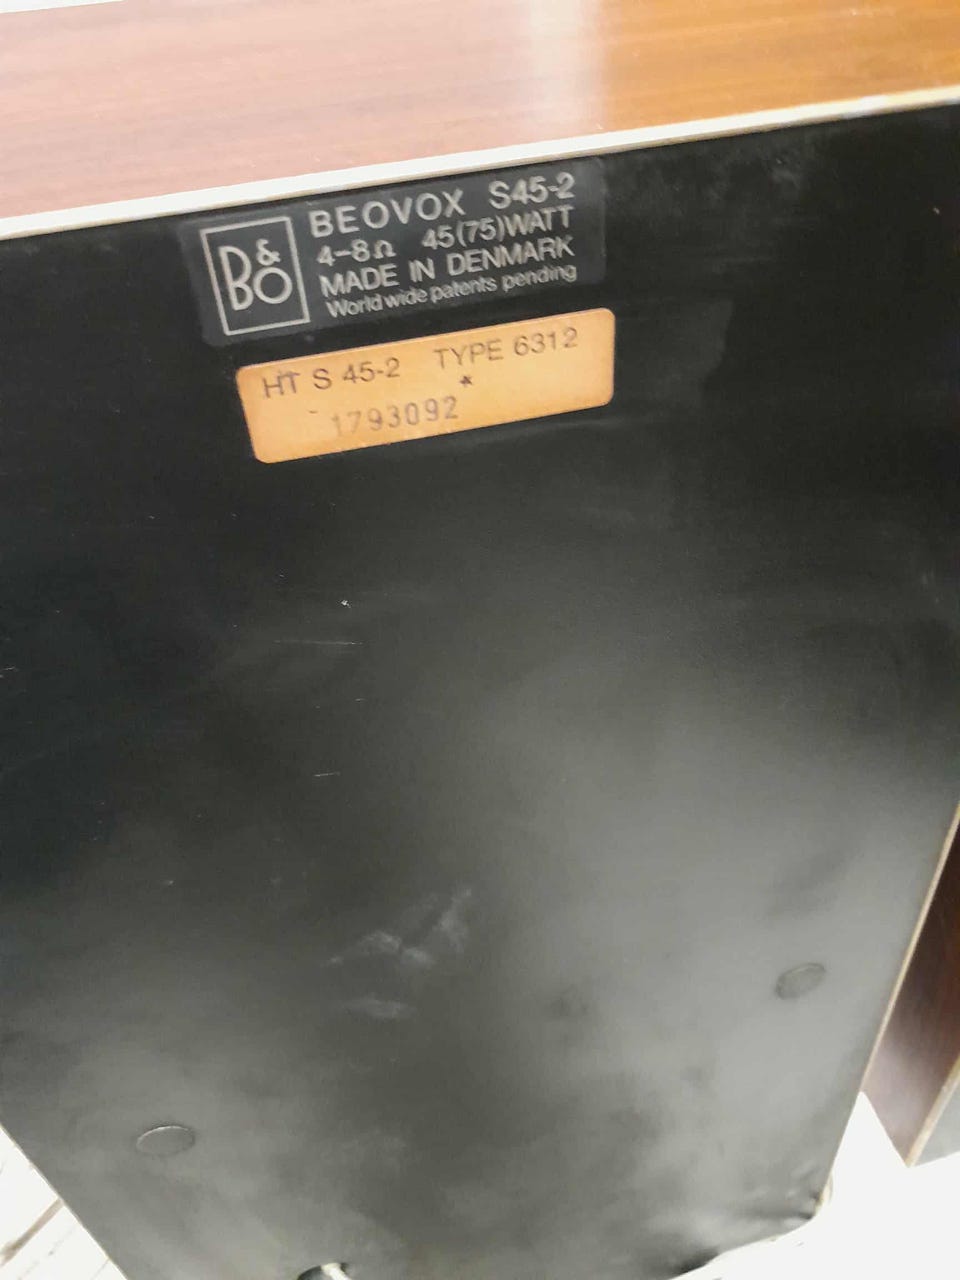 B&O
BEOVOX S45-2
4-8Ω 45(75)WATT
MADE IN DENMARK
World wide patents pending
HT S 45-2 TYPE 6312
*
1793092